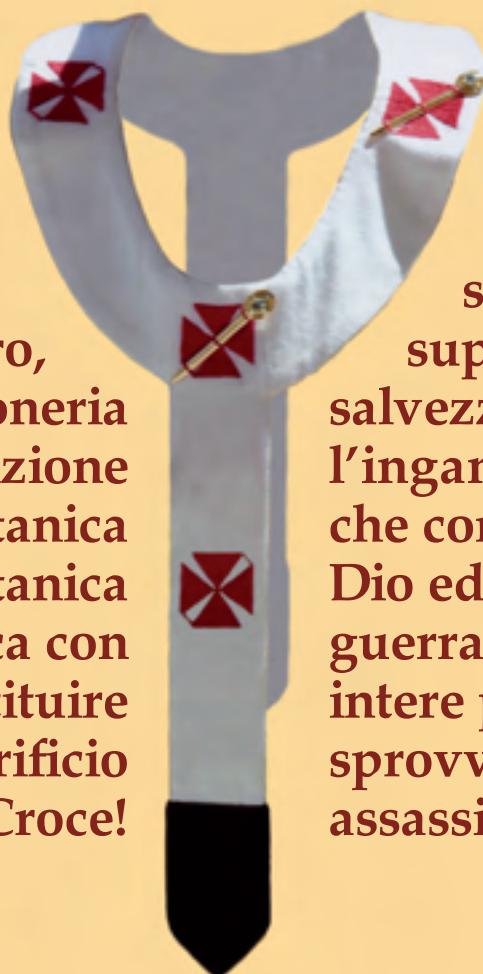 ro,
oneria
zione
tanica
tanica
ca con
tituire
rificio
Croce!
s
sup
salvezz
l’ingan
che con
Dio ed
guerra
intere p
sprovv
assassi